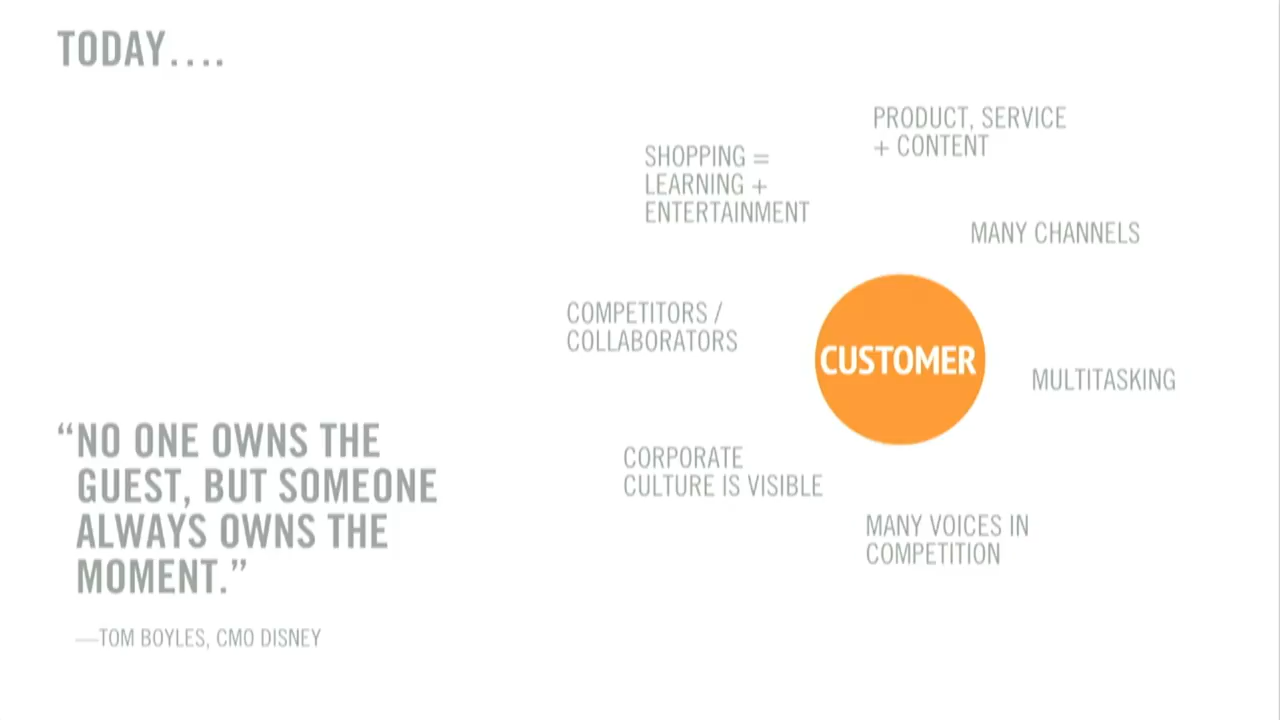 TODAY....
PRODUCT, SERVICE
+ CONTENT
SHOPPING =
LEARNING +
ENTERTAINMENT
MANY CHANNELS
COMPETITORS /
COLLABORATORS
CUSTOMER
MULTITASKING
CORPORATE
CULTURE IS VISIBLE
MANY VOICES IN
COMPETITION
“NO ONE OWNS THE
GUEST, BUT SOMEONE
ALWAYS OWNS THE
MOMENT.”
—TOM BOYLES, CMO DISNEY